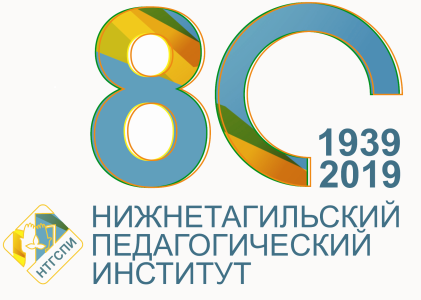 80
1939
2019
НИЖНЕТАГИЛЬСКИЙ
ПЕДАГОГИЧЕСКИЙ
ИНСТИТУТ
НТГСПИ